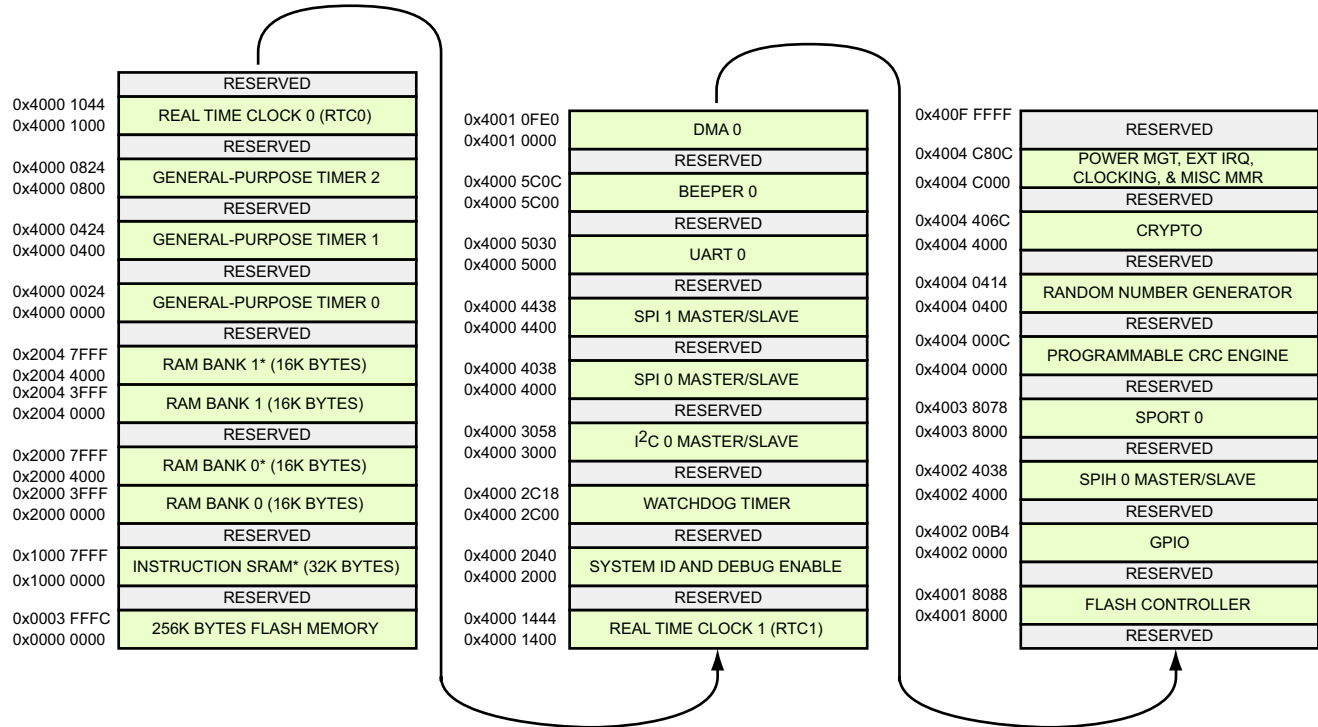 RESERVED
0x4000 1044
REAL TIME CLOCK 0 (RTC0)
0x4000 1000
RESERVED
0x4000 0824
GENERAL-PURPOSE TIMER 2
0x4000 0800
RESERVED
0x4000 0424
GENERAL-PURPOSE TIMER 1
0x4000 0400
RESERVED
0x4000 0024
GENERAL-PURPOSE TIMER 0
0x4000 0000
RESERVED
0x2004 7FFF
RAM BANK 1* (16K BYTES)
0x2004 4000
0x2004 3FFF
RAM BANK 1 (16K BYTES)
0x2004 0000
RESERVED
0x2000 7FFF
RAM BANK 0* (16K BYTES)
0x2000 4000
0x2000 3FFF
RAM BANK 0 (16K BYTES)
0x2000 0000
RESERVED
0x1000 7FFF
INSTRUCTION SRAM* (32K BYTES)
0x1000 0000
RESERVED
0x0003 FFFC
256K BYTES FLASH MEMORY
0x0000 0000
0x4001 0FE0
DMA 0
0x4001 0000
RESERVED
0x4000 5C0C
BEEPER 0
0x4000 5C00
RESERVED
0x4000 5030
UART 0
0x4000 5000
RESERVED
0x4000 4438
SPI 1 MASTER/SLAVE
0x4000 4400
RESERVED
0x4000 4038
SPI 0 MASTER/SLAVE
0x4000 4000
RESERVED
0x4000 3058
I2C 0 MASTER/SLAVE
0x4000 3000
RESERVED
0x4000 2C18
WATCHDOG TIMER
0x4000 2C00
RESERVED
0x4000 2040
SYSTEM ID AND DEBUG ENABLE
0x4000 2000
RESERVED
0x4000 1444
REAL TIME CLOCK 1 (RTC1)
0x4000 1400
0x400F FFFF
RESERVED
0x4004 C80C
POWER MGT, EXT IRQ,
CLOCKING, & MISC MMR
0x4004 C000
RESERVED
0x4004 406C
CRYPTO
0x4004 4000
RESERVED
0x4004 0414
RANDOM NUMBER GENERATOR
0x4004 0400
RESERVED
0x4004 000C
PROGRAMMABLE CRC ENGINE
0x4004 0000
RESERVED
0x4003 8078
SPORT 0
0x4003 8000
RESERVED
0x4002 4038
SPIH 0 MASTER/SLAVE
0x4002 4000
RESERVED
0x4002 00B4
GPIO
0x4002 0000
RESERVED
0x4001 8088
FLASH CONTROLLER
0x4001 8000
RESERVED